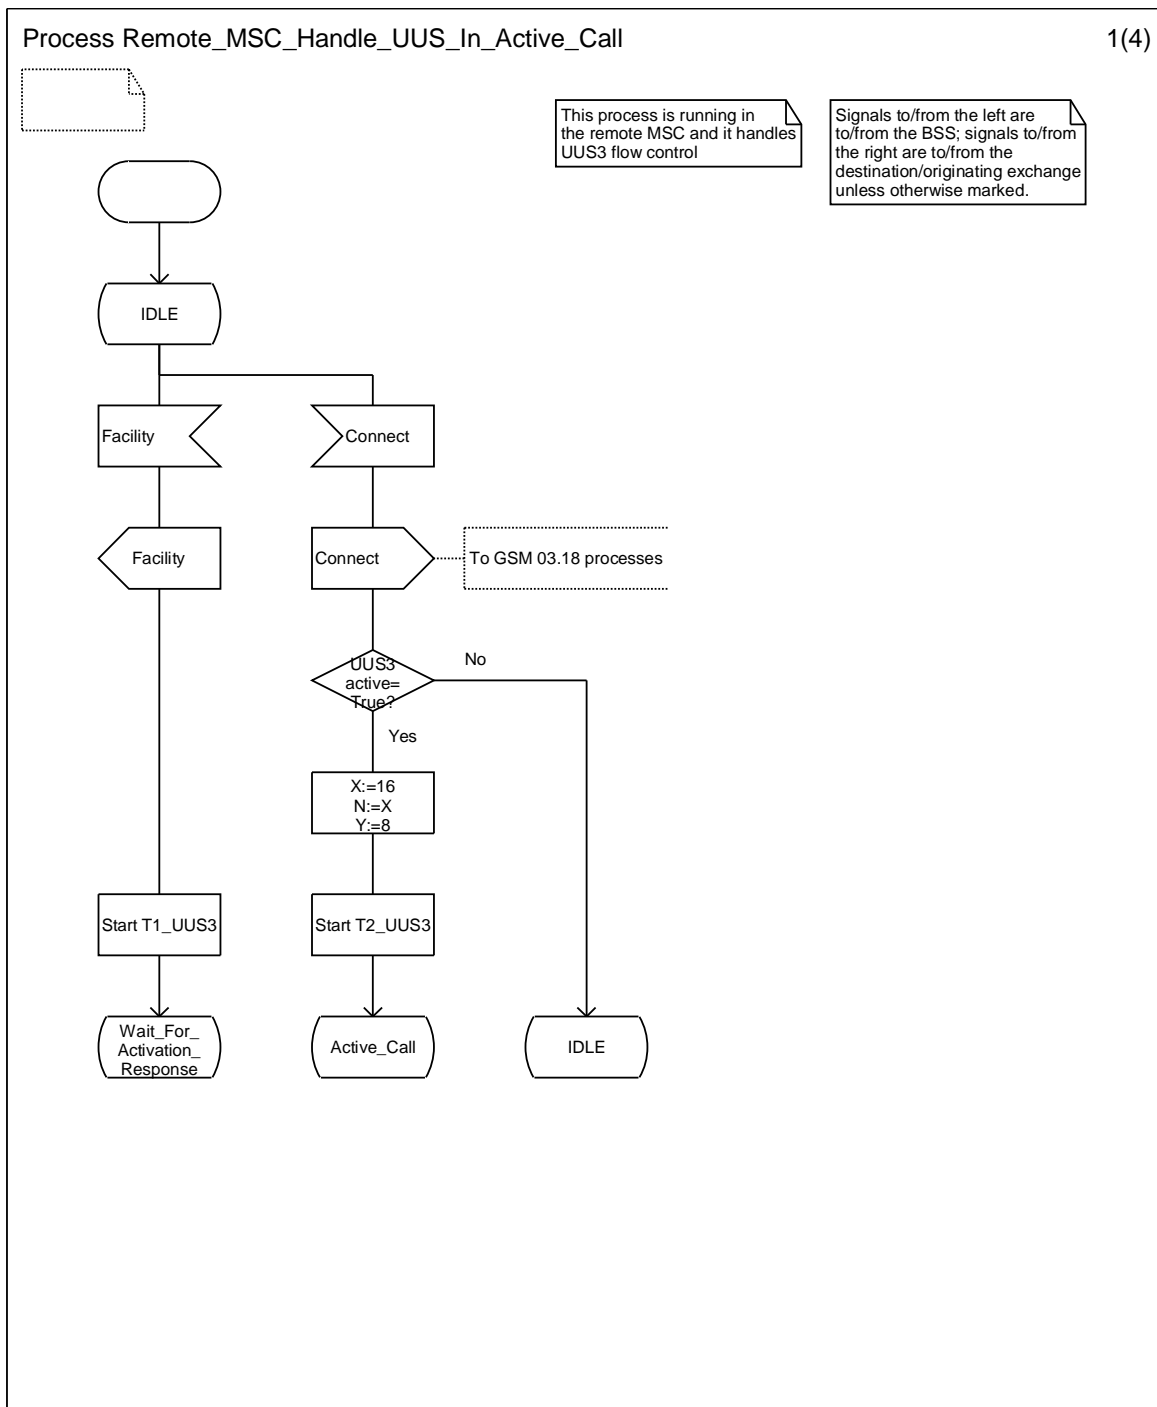 Process Remote_MSC_Handle_UUS_In_Active_Call
1(4)
This process is running in
the remote MSC and it handles
UUS3 flow control
Signals to/from the left are
to/from the BSS; signals to/from
the right are to/from the
destination/originating exchange
unless otherwise marked.
IDLE
Facility
Connect
Facility
Connect
To GSM 03.18 processes
UUS3
active=
True?
No
Yes
X:=16
N:=X
Y:=8
Start T1_UUS3
Start T2_UUS3
Wait_For_
Activation_
Response
Active_Call
IDLE